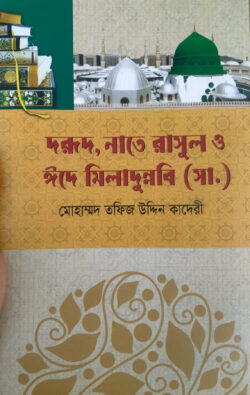 দরূদ, নাতে রাসুল ও
ঈদে মিলাদুন্নবি (সা.)
মোহাম্মদ তফিজ উদ্দিন কাদেরী